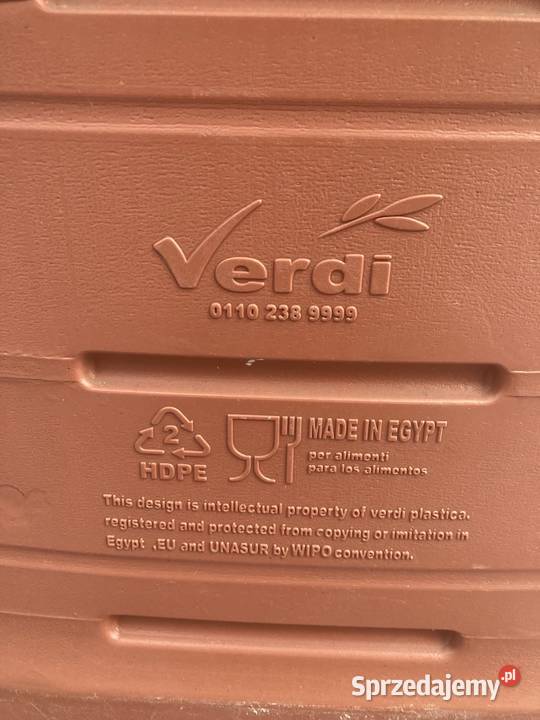 Verdi
0110 238 9999
2
HDPE
MADE IN EGYPT
per alimenti
para los alimentos
This design is intellectual property of verdi plastica.
registered and protected from copying or imitation in
Egypt ,EU and UNASUR by WIPO convention.
Sprzedajemy.pl